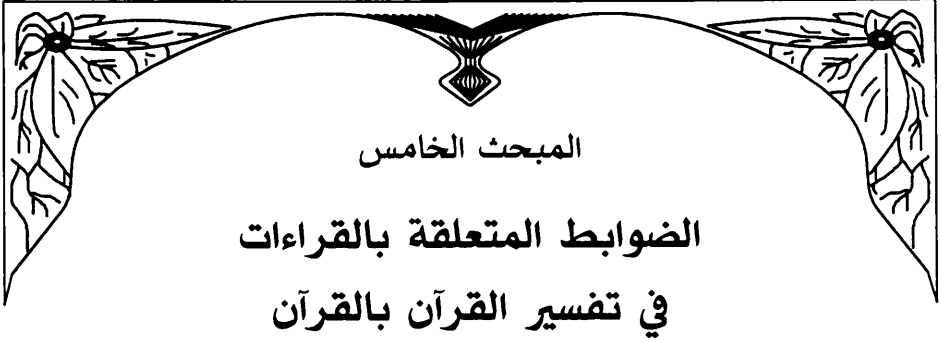 المبحث الخامس
الضوابط المتعلقة بالقراءات
في تفسير القرآن بالقرآن